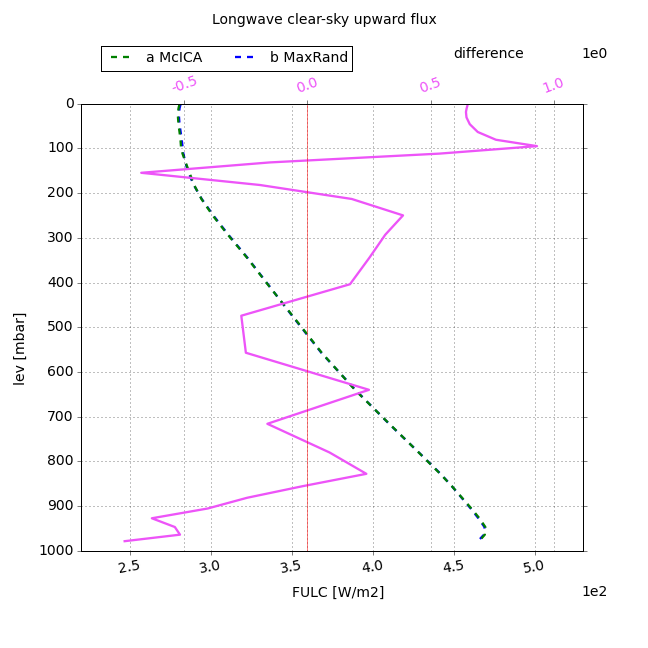 Longwave clear-sky upward flux
a McICA b MaxRand
difference 1e0
-0.5 0.0 0.5 1.0
0
100
200
300
400
500
600
700
800
900
1000
lev [mbar]
2.5 3.0 3.5 4.0 4.5 5.0
FULC [W/m2] 1e2